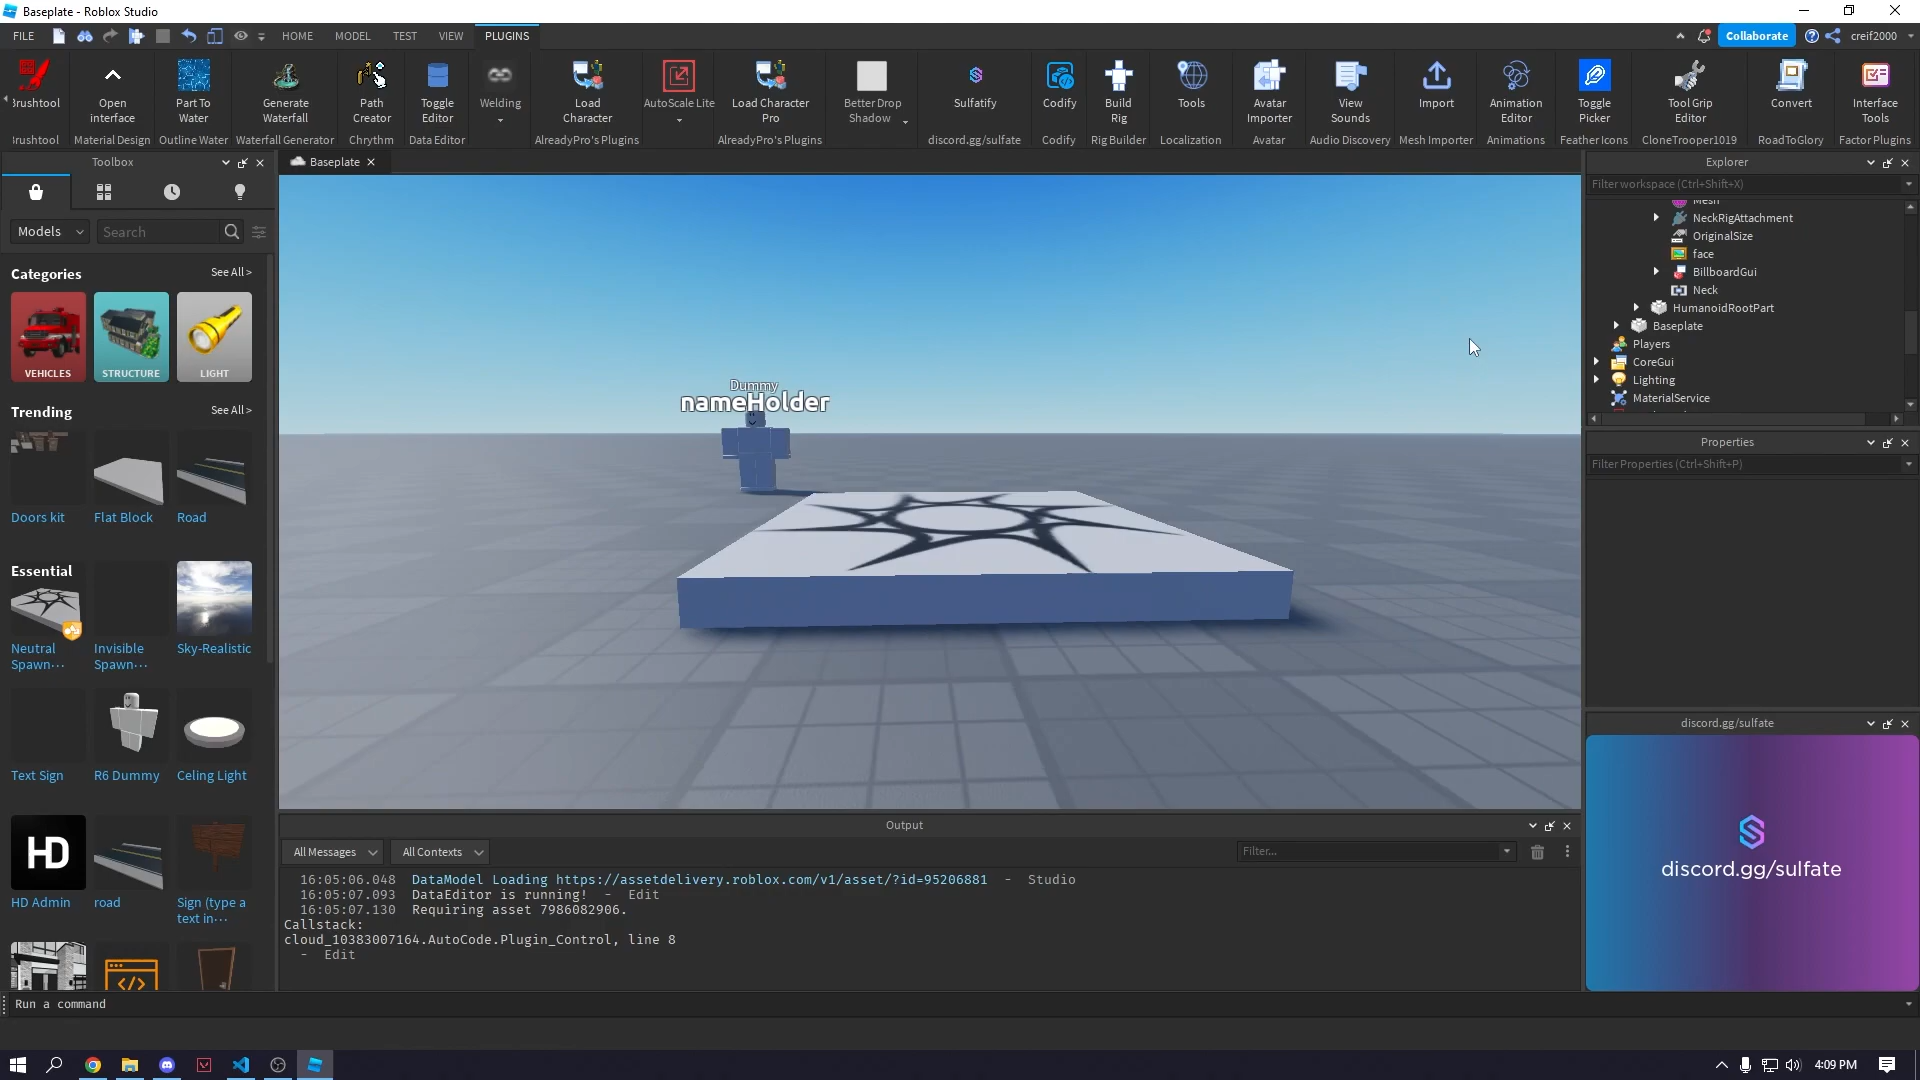 Baseplate - Roblox Studio
FILE HOME MODEL TEST VIEW PLUGINS Collaborate creif2000
Brushtool
Open interface
Part To Water
Generate Waterfall
Path Creator
Toggle Editor
Welding
Load Character
AutoScale Lite
Load Character Pro
Better Drop Shadow
Sulfatify
Codify
Build Rig
Tools
Avatar Importer
View Sounds
Import
Animation Editor
Toggle Picker
Tool Grip Editor
Convert
Interface Tools
Brushtool Material Design Outline Water Waterfall Generator Chrythm Data Editor AlreadyPro's Plugins AlreadyPro's Plugins discord.gg/sulfate Codify Rig Builder Localization Avatar Audio Discovery Mesh Importer Animations Feather Icons CloneTrooper1019 RoadToGlory Factor Plugins
Toolbox
Models
Search
Categories See All >
VEHICLES STRUCTURE LIGHT
Trending See All >
Doors kit Flat Block Road
Essential
Neutral Spawn···
Invisible Spawn···
Sky-Realistic
Text Sign R6 Dummy Celing Light
HD
HD Admin road Sign (type a text in···
Baseplate
Dummy
nameHolder
Output
All Messages All Contexts Filter...
16:05:06.048 DataModel Loading https://assetdelivery.roblox.com/v1/asset/?id=95206881 - Studio
16:05:07.093 DataEditor is running! - Edit
16:05:07.130 Requiring asset 7986082906.
Callstack:
cloud_10383007164.AutoCode.Plugin_Control, line 8
- Edit
Explorer
Filter workspace (Ctrl+Shift+X)
Mesh
NeckRigAttachment
OriginalSize
face
BillboardGui
Neck
HumanoidRootPart
Baseplate
Players
CoreGui
Lighting
MaterialService
Properties
Filter Properties (Ctrl+Shift+P)
discord.gg/sulfate
discord.gg/sulfate
Run a command
4:09 PM